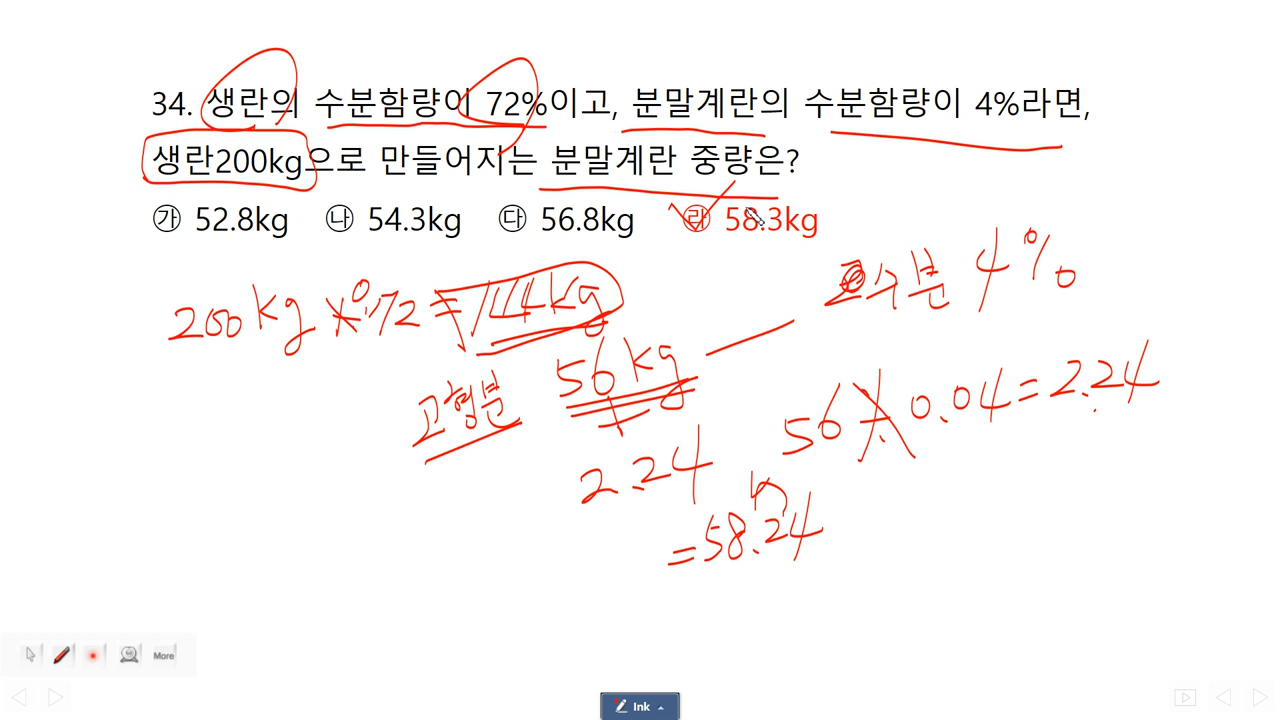 34. 생란의 수분함량이 72%이고, 분말계란의 수분함량이 4%라면,
생란200kg으로 만들어지는 분말계란 중량은?
㉮ 52.8kg ㉯ 54.3kg ㉰ 56.8kg ㉱ 58.3kg
수분 4%
200kg × 0.72 = 144kg
고형분 56kg
56 × 0.04 = 2.24
2.24
= 58.24
More
Ink